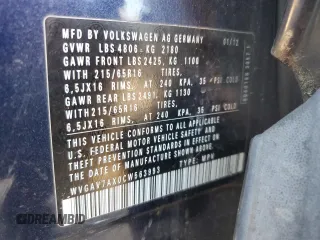 MFD BY VOLKSWAGEN AG GERMANY 01/12
GVWR LBS 4806 - KG 2180
GAWR FRONT LBS 2425, KG 1100
WITH 215/65R16 TIRES,
6,5JX16 RIMS, AT 240 KPA, 35 PSI COLD
GAWR REAR LBS 2491, KG 1130
WITH 215/65R16 TIRES,
6,5JX16 RIMS, AT 240 KPA, 35 PSI COLD
THIS VEHICLE CONFORMS TO ALL APPLICABLE
U.S. FEDERAL MOTOR VEHICLE SAFETY
STANDARDS IN EFFECT ON THE DATE OF
MANUFACTURE SHOWN ABOVE.
TYPE: MPV
DREAMBID